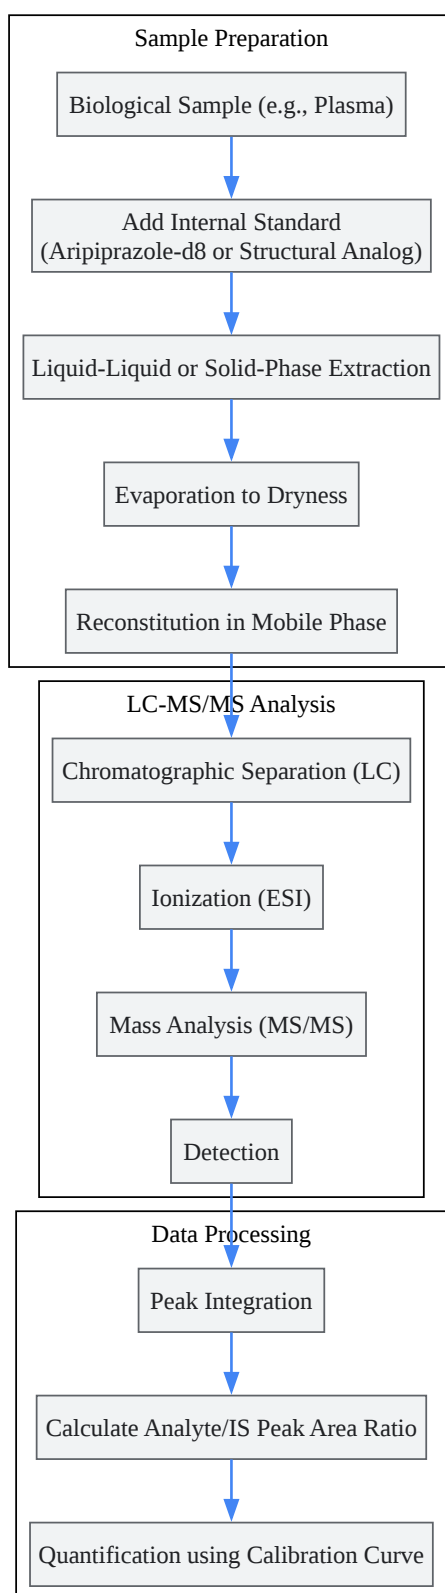 Sample Preparation
Biological Sample (e.g., Plasma)
Add Internal Standard
(Aripiprazole-d8 or Structural Analog)
Liquid-Liquid or Solid-Phase Extraction
Evaporation to Dryness
Reconstitution in Mobile Phase
LC-MS/MS Analysis
Chromatographic Separation (LC)
Ionization (ESI)
Mass Analysis (MS/MS)
Detection
Data Processing
Peak Integration
Calculate Analyte/IS Peak Area Ratio
Quantification using Calibration Curve